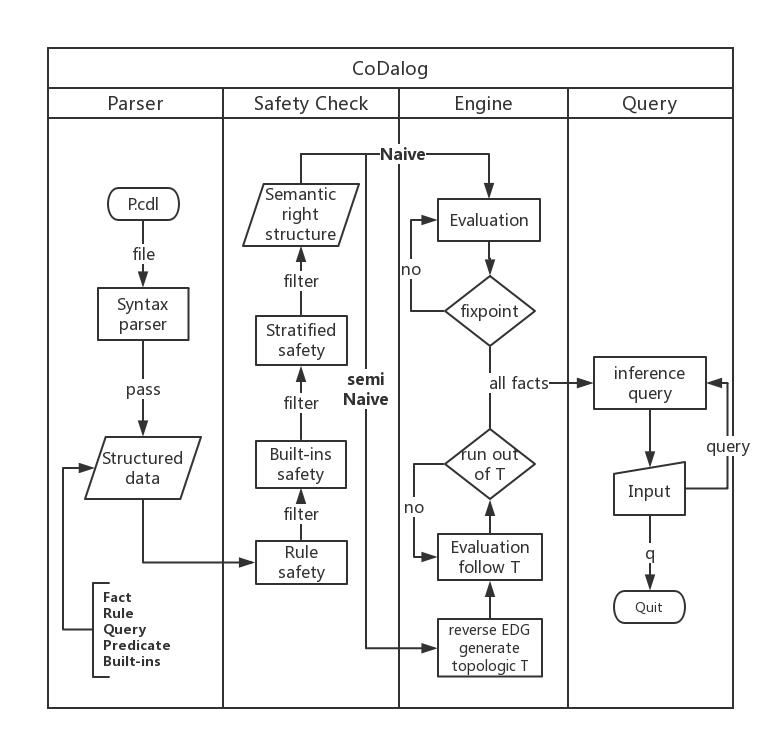 CoDalog
Parser
Safety Check
Engine
Query
P.cdl
file
Syntax
parser
pass
Structured
data
Fact
Rule
Query
Predicate
Built-ins
Semantic
right
structure
filter
Stratified
safety
filter
Built-ins
safety
filter
Rule
safety
Naive
semi
Naive
Evaluation
no
fixpoint
all facts
run out
of T
no
Evaluation
follow T
reverse EDG
generate
topologic T
inference
query
query
Input
q
Quit